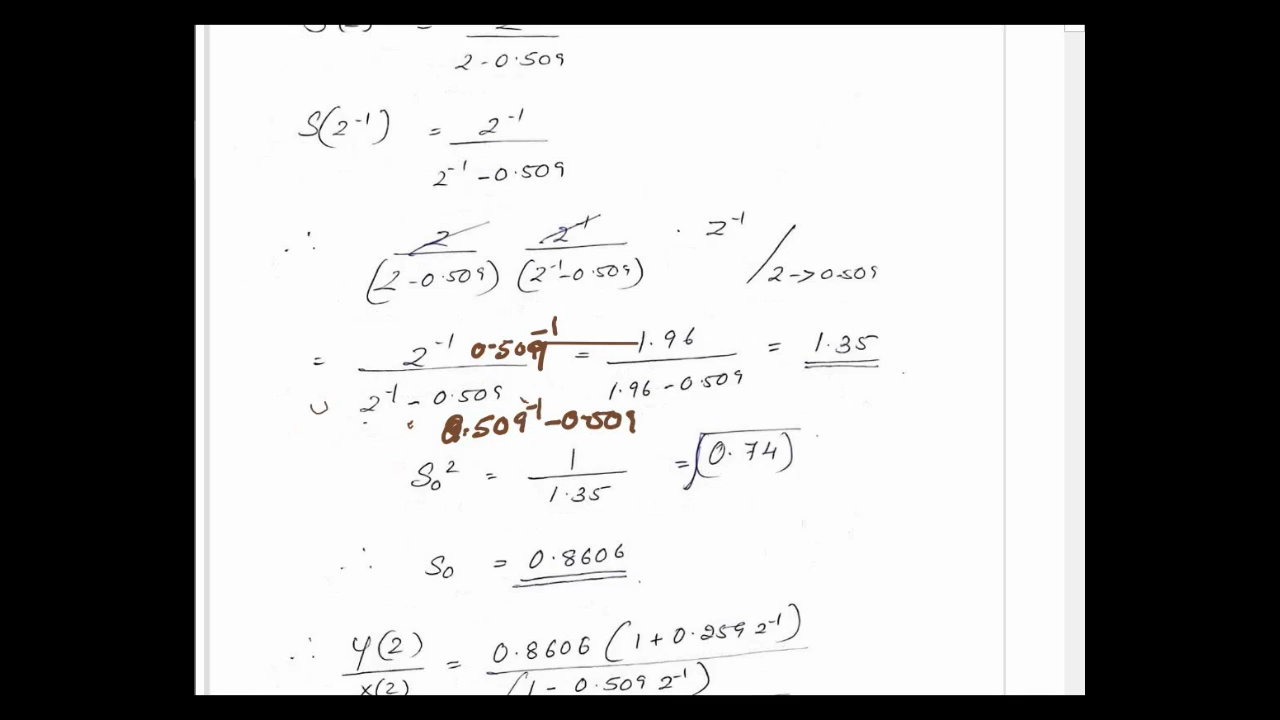 2 - 0.509
S(z⁻¹) = z⁻¹ / (z⁻¹ - 0.509)
∴ z / (z - 0.509) z⁻¹ / (z⁻¹ - 0.509) . z⁻¹ / z -> 0.509
= z⁻¹ / (z⁻¹ - 0.509) 0.509⁻¹ / (0.509⁻¹ - 0.509) = 1.96 / (1.96 - 0.509) = 1.35
S₀² = 1 / 1.35 = √(0.74)
∴ S₀ = 0.8606
∴ Y(z) / X(z) = 0.8606 (1 + 0.259 z⁻¹) / (1 - 0.509 z⁻¹)